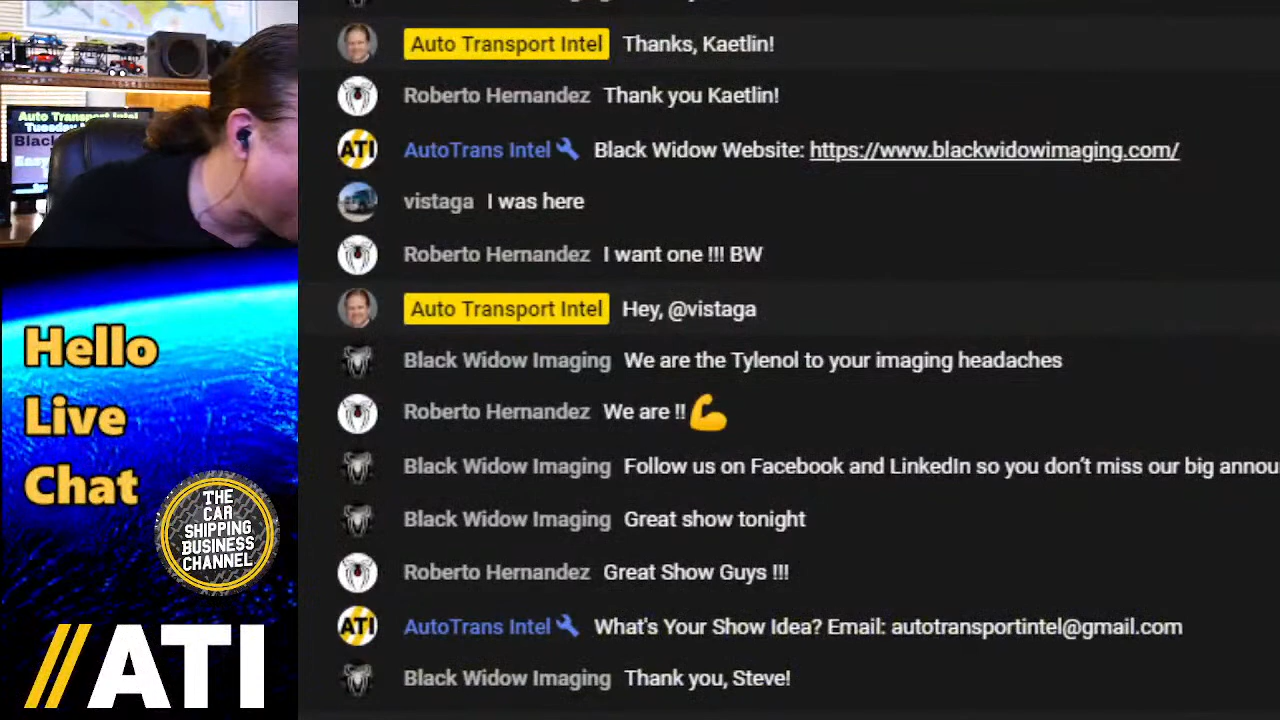 Auto Transport Intel
Tuesday
Black
Easy
Hello
Live
Chat
THE
CAR
SHIPPING
BUSINESS
CHANNEL
//ATI
Auto Transport Intel Thanks, Kaetlin!
Roberto Hernandez Thank you Kaetlin!
ATI AutoTrans Intel Black Widow Website: https://www.blackwidowimaging.com/
vistaga I was here
Roberto Hernandez I want one !!! BW
Auto Transport Intel Hey, @vistaga
Black Widow Imaging We are the Tylenol to your imaging headaches
Roberto Hernandez We are !! 💪
Black Widow Imaging Follow us on Facebook and LinkedIn so you don’t miss our big annou
Black Widow Imaging Great show tonight
Roberto Hernandez Great Show Guys !!!
ATI AutoTrans Intel What's Your Show Idea? Email: autotransportintel@gmail.com
Black Widow Imaging Thank you, Steve!